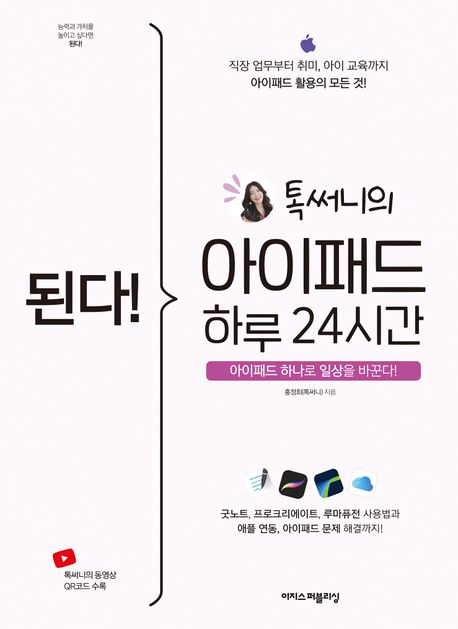 능력과 가치를
높이고 싶다면
된다!
직장 업무부터 취미, 아이 교육까지
아이패드 활용의 모든 것!
톡써니의
아이패드
하루 24시간
된다!
아이패드 하나로 일상을 바꾼다!
홍정희(톡써니) 지음
굿노트, 프로크리에이트, 루마퓨전 사용법과
애플 연동, 아이패드 문제 해결까지!
톡써니의 동영상
QR코드 수록
이지스 퍼블리싱